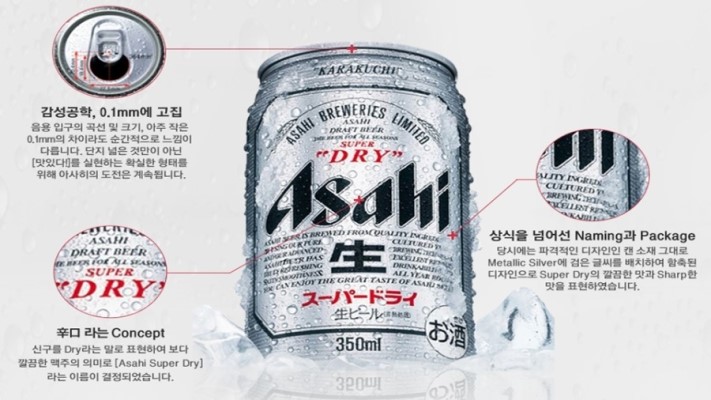 감성공학, 0.1mm에 고집
음용 입구의 곡선 및 크기, 아주 작은
0.1mm의 차이라도 순간적으로 느낌이
다릅니다. 단지 넓은 것만이 아닌
[맛있다!]를 실현하는 확실한 형태를
위해 아사히의 도전은 계속됩니다.
"KARAKUCHI"
ASAHI BREWERIES LIMITED
ASAHI
DRAFT BEER
THE BEER FOR ALL SEASONS
SUPER
"DRY"
Asahi
ASAHI BEER IS BREWED FROM QUALITY INGREDI
CULTURED Y
EXCELLENT
DRINKABILI
ALL YEAR
YOU CAN ENJOY THE GREAT TASTE OF ASAHI
生
スーパードライ
生ビール
お酒
350ml
ALITY INGREDI
CULTURED
DRINKABILI
상식을 넘어선 Naming과 Package
당시에는 파격적인 디자인인 캔 소재 그대로
Metallic Silver에 검은 글씨를 배치하여 함축된
디자인으로 Super Dry의 깔끔한 맛과 Sharp한
맛을 표현하였습니다.
ASAHI
DRAFT BEER
THE BEER FOR ALL SEASONS
SUPER
"DRY"
辛口 라는 Concept
신구를 Dry라는 말로 표현하여 보다
깔끔한 맥주의 의미로 [Asahi Super Dry]
라는 이름이 결정되었습니다.